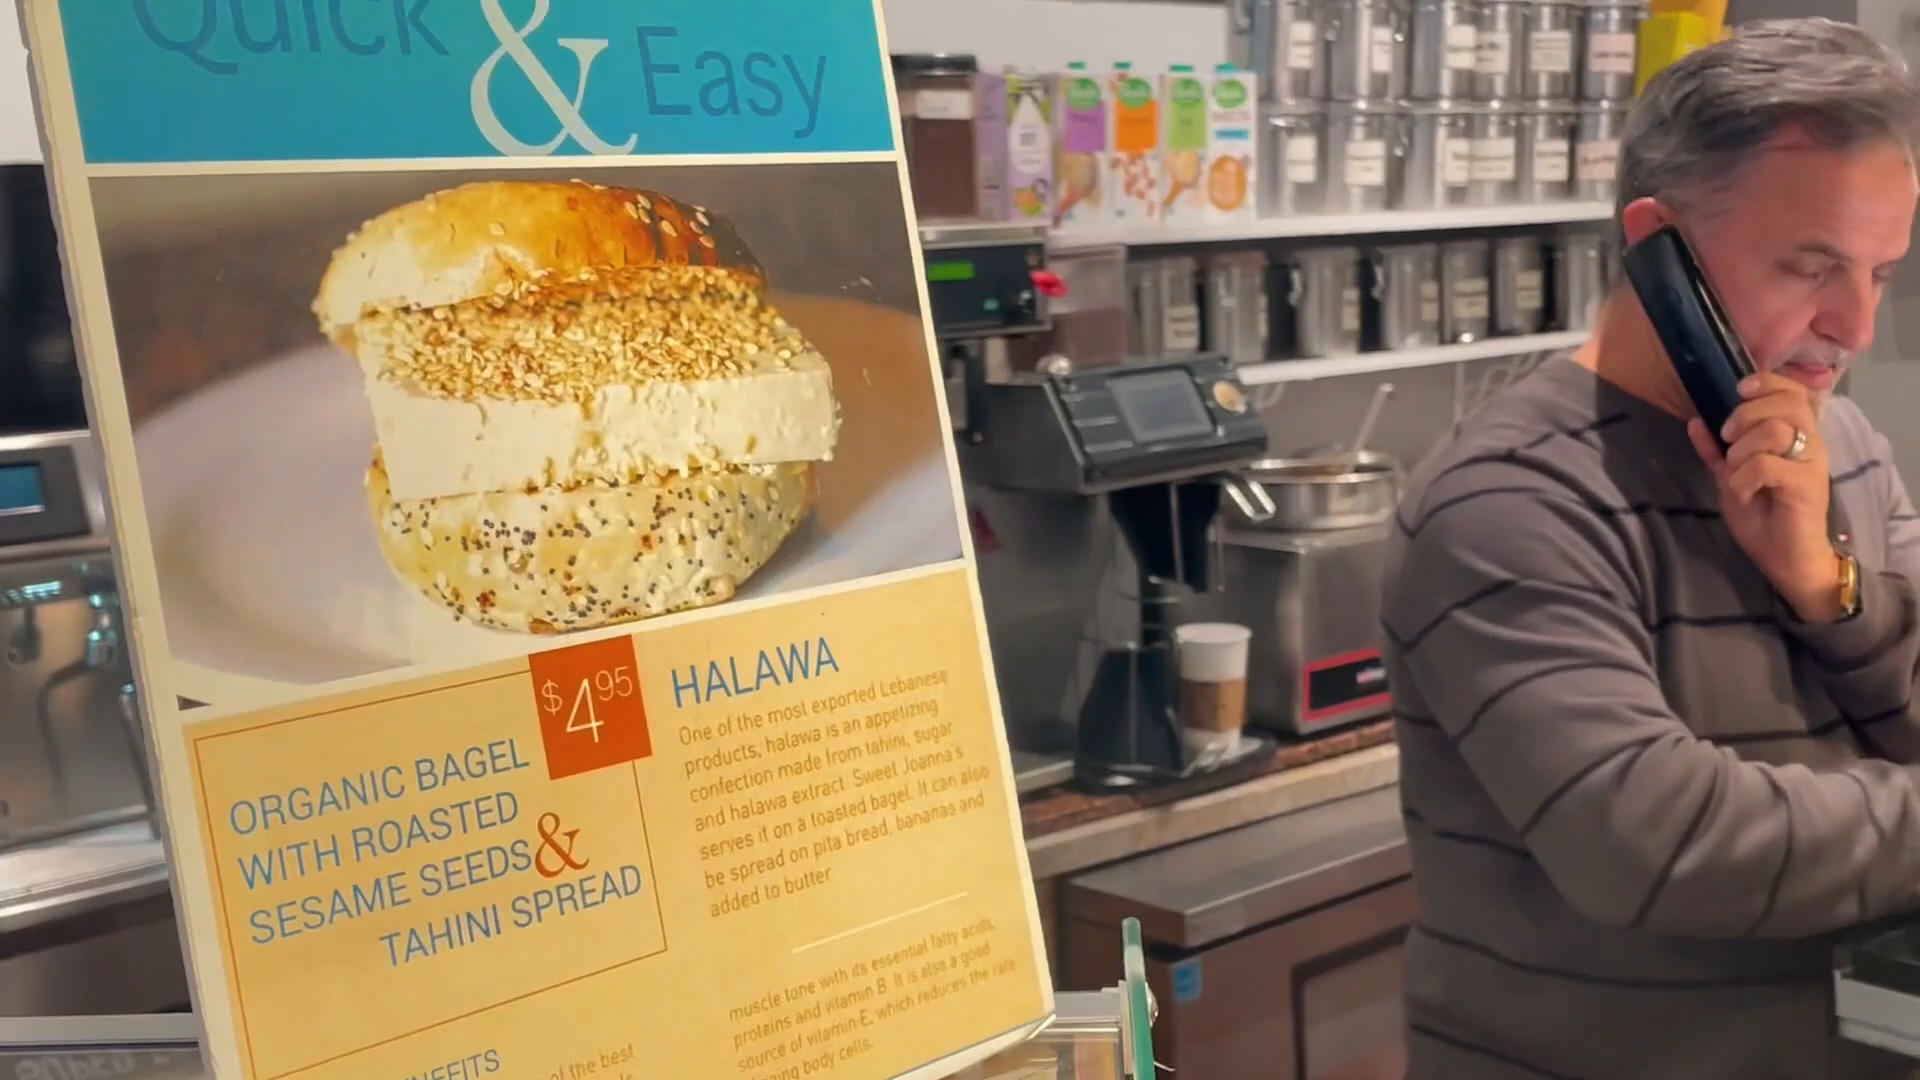 Quick & Easy
$4.95
ORGANIC BAGEL
WITH ROASTED
SESAME SEEDS &
TAHINI SPREAD
HALAWA
One of the most exported Lebanese
products, halawa is an appetizing
confection made from tahini, sugar
and halawa extract. Sweet Joanna's
serves it on a toasted bagel. It can also
be spread on pita bread, bananas and
added to butter
muscle tone with its essential fatty acids,
proteins and vitamin B. It is also a good
source of vitamin E, which reduces the rate
body cells.
of the best